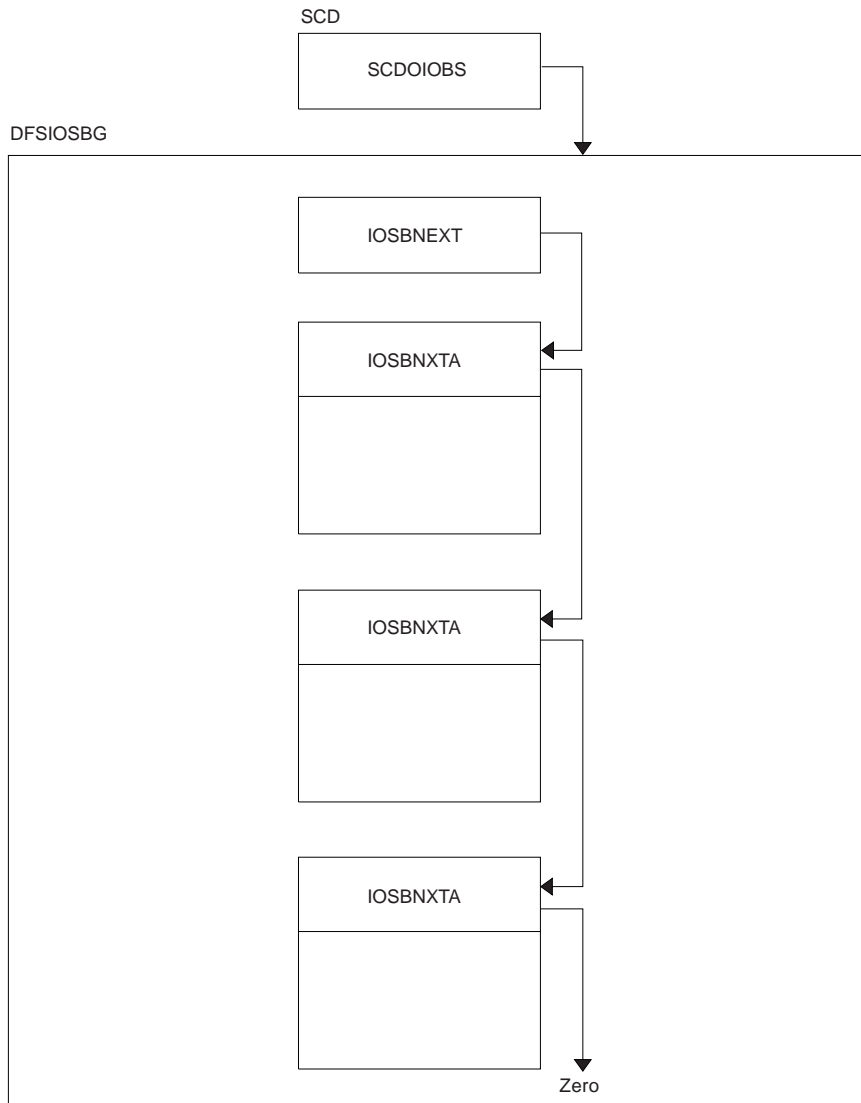 SCD
SCDOIOBS
DFSIOSBG
IOSBNEXT
IOSBNXTA
IOSBNXTA
IOSBNXTA
Zero